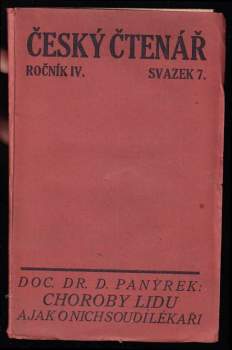 ČESKÝ ČTENÁŘ
ROČNÍK IV. SVAZEK 7.
DOC. DR. D. PANÝREK:
CHOROBY LIDU
A JAK O NICH SOUDÍ LÉKAŘI